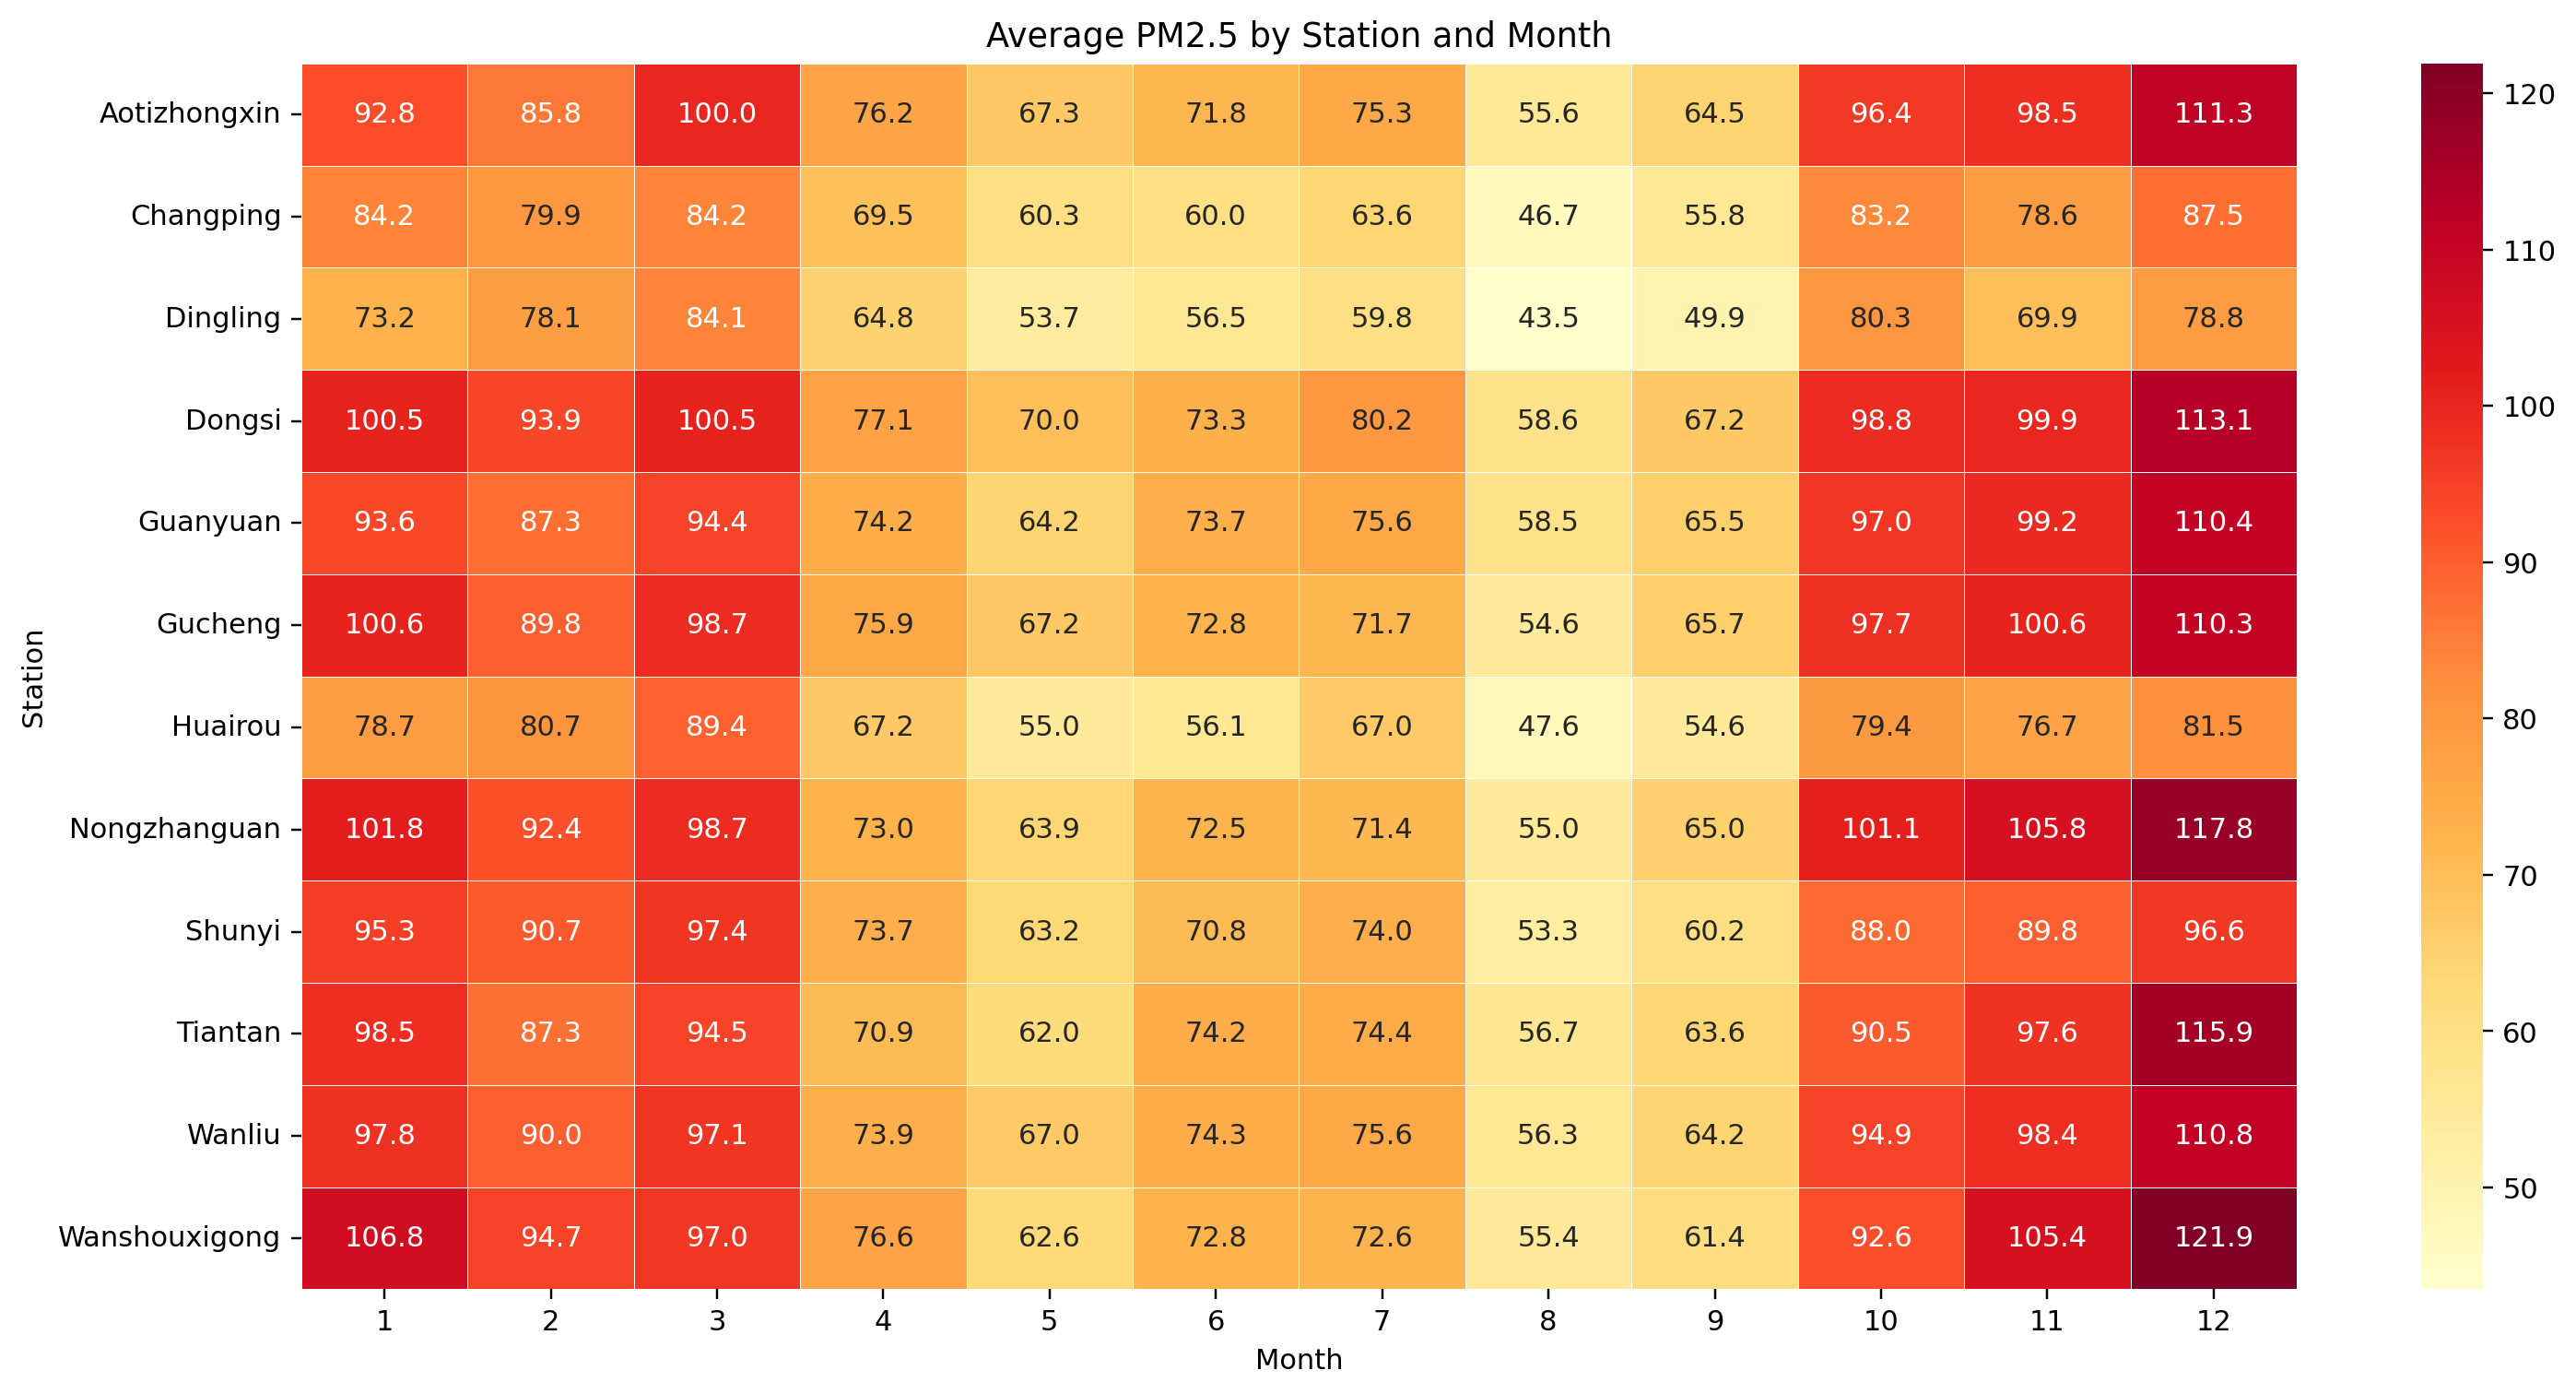 Average PM2.5 by Station and Month
Aotizhongxin 92.8 85.8 100.0 76.2 67.3 71.8 75.3 55.6 64.5 96.4 98.5 111.3
Changping 84.2 79.9 84.2 69.5 60.3 60.0 63.6 46.7 55.8 83.2 78.6 87.5
Dingling 73.2 78.1 84.1 64.8 53.7 56.5 59.8 43.5 49.9 80.3 69.9 78.8
Dongsi 100.5 93.9 100.5 77.1 70.0 73.3 80.2 58.6 67.2 98.8 99.9 113.1
Guanyuan 93.6 87.3 94.4 74.2 64.2 73.7 75.6 58.5 65.5 97.0 99.2 110.4
Gucheng 100.6 89.8 98.7 75.9 67.2 72.8 71.7 54.6 65.7 97.7 100.6 110.3
Huairou 78.7 80.7 89.4 67.2 55.0 56.1 67.0 47.6 54.6 79.4 76.7 81.5
Nongzhanguan 101.8 92.4 98.7 73.0 63.9 72.5 71.4 55.0 65.0 101.1 105.8 117.8
Shunyi 95.3 90.7 97.4 73.7 63.2 70.8 74.0 53.3 60.2 88.0 89.8 96.6
Tiantan 98.5 87.3 94.5 70.9 62.0 74.2 74.4 56.7 63.6 90.5 97.6 115.9
Wanliu 97.8 90.0 97.1 73.9 67.0 74.3 75.6 56.3 64.2 94.9 98.4 110.8
Wanshouxigong 106.8 94.7 97.0 76.6 62.6 72.8 72.6 55.4 61.4 92.6 105.4 121.9
1 2 3 4 5 6 7 8 9 10 11 12
Month
Station
120
110
100
90
80
70
60
50